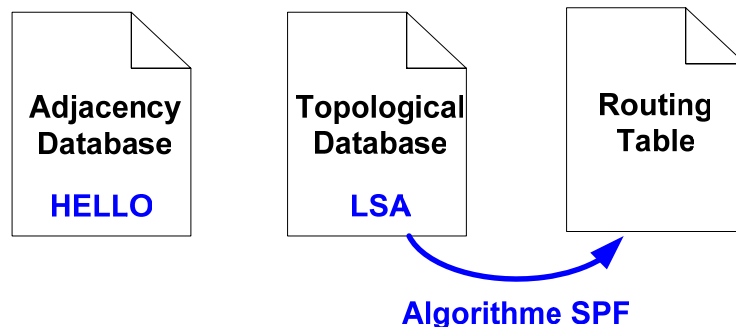 Adjacency
Database
HELLO
Topological
Database
LSA
Routing
Table
Algorithme SPF